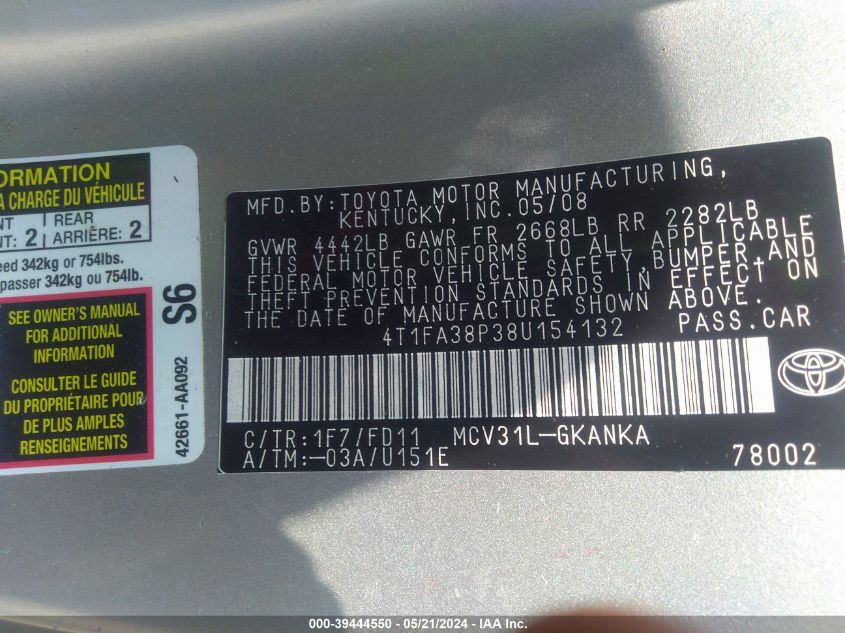 ORMATION
A CHARGE DU VÉHICULE
NT
NT: 2
REAR
ARRIÈRE: 2
eed 342kg or 754lbs.
passer 342kg ou 754lb.
SEE OWNER'S MANUAL
FOR ADDITIONAL
INFORMATION
CONSULTER LE GUIDE
DU PROPRIÉTAIRE POUR
DE PLUS AMPLES
RENSEIGNEMENTS
42661-AA092
S6
MFD.BY:TOYOTA MOTOR MANUFACTURING,
KENTUCKY, INC.05/08
GVWR 4442LB GAWR FR 2668LB RR 2282LB
THIS VEHICLE CONFORMS TO ALL APPLICABLE
FEDERAL MOTOR VEHICLE SAFETY,BUMPER,AND
THEFT PREVENTION STANDARDS IN EFFECT ON
THE DATE OF MANUFACTURE SHOWN ABOVE.
4T1FA38P38U154132 PASS.CAR
C/TR:1F7/FD11 MCV31L-GKANKA
A/TM:-03A/U151E 78002
000-39444550 - 05/21/2024 - IAA Inc.